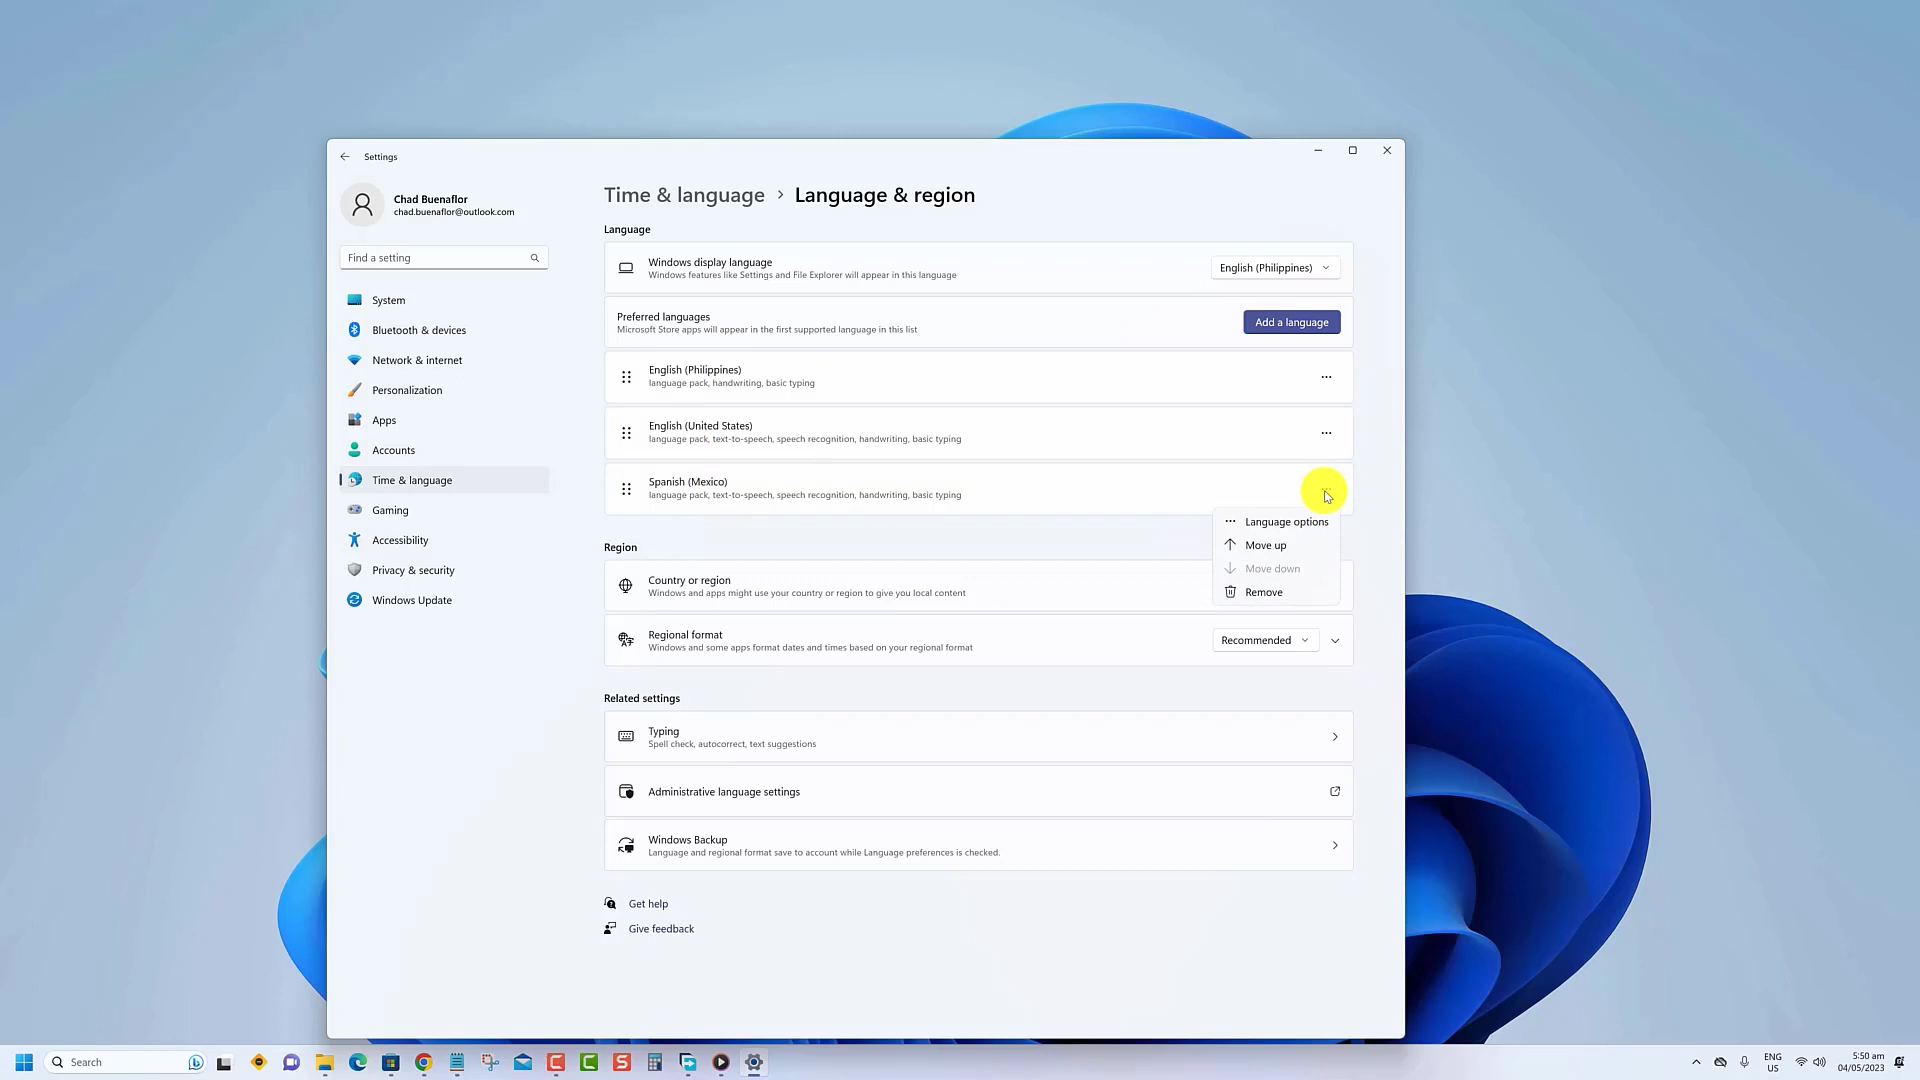 Settings
Chad Buenaflor
chad.buenaflor@outlook.com
Find a setting
System
Bluetooth & devices
Network & internet
Personalization
Apps
Accounts
Time & language
Gaming
Accessibility
Privacy & security
Windows Update
Time & language > Language & region
Language
Windows display language
Windows features like Settings and File Explorer will appear in this language
English (Philippines)
Preferred languages
Microsoft Store apps will appear in the first supported language in this list
Add a language
English (Philippines)
language pack, handwriting, basic typing
English (United States)
language pack, text-to-speech, speech recognition, handwriting, basic typing
Spanish (Mexico)
language pack, text-to-speech, speech recognition, handwriting, basic typing
Language options
Move up
Move down
Remove
Region
Country or region
Windows and apps might use your country or region to give you local content
Regional format
Windows and some apps format dates and times based on your regional format
Recommended
Related settings
Typing
Spell check, autocorrect, text suggestions
Administrative language settings
Windows Backup
Language and regional format save to account while Language preferences is checked.
Get help
Give feedback
Search
ENG
US
5:50 am
04/05/2023